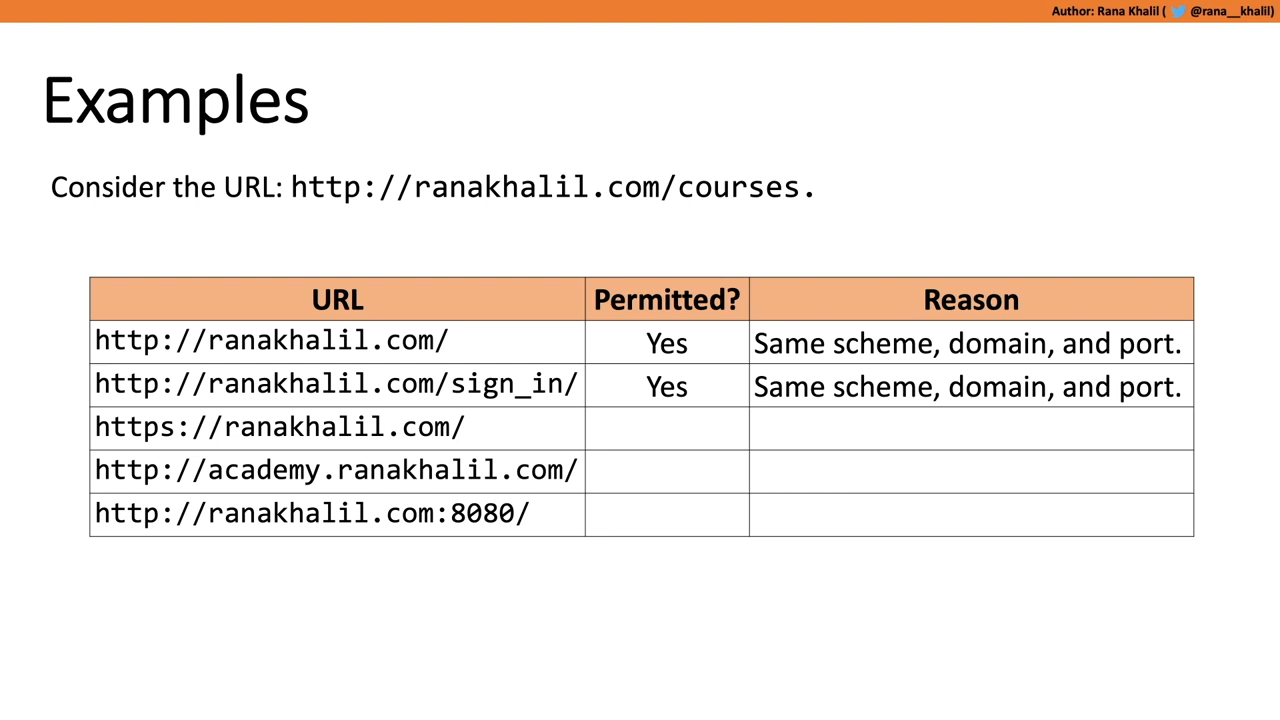 Author: Rana Khalil ( @rana__khalil)
Examples
Consider the URL: http://ranakhalil.com/courses.
URL Permitted? Reason
http://ranakhalil.com/ Yes Same scheme, domain, and port.
http://ranakhalil.com/sign_in/ Yes Same scheme, domain, and port.
https://ranakhalil.com/
http://academy.ranakhalil.com/
http://ranakhalil.com:8080/